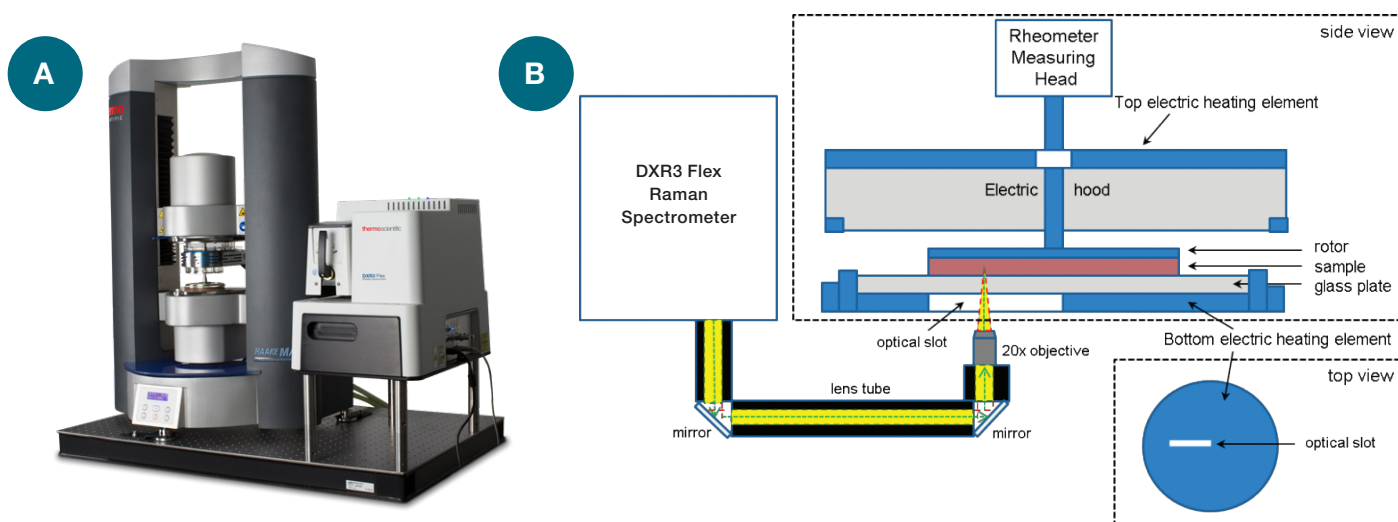 A
thermoscientific
DXR3 Flex
HAAKE MA
B
DXR3 Flex
Raman
Spectrometer
side view
Rheometer
Measuring
Head
Top electric heating element
Electric hood
rotor
sample
glass plate
optical slot
Bottom electric heating element
20x objective
lens tube
mirror
mirror
top view
optical slot